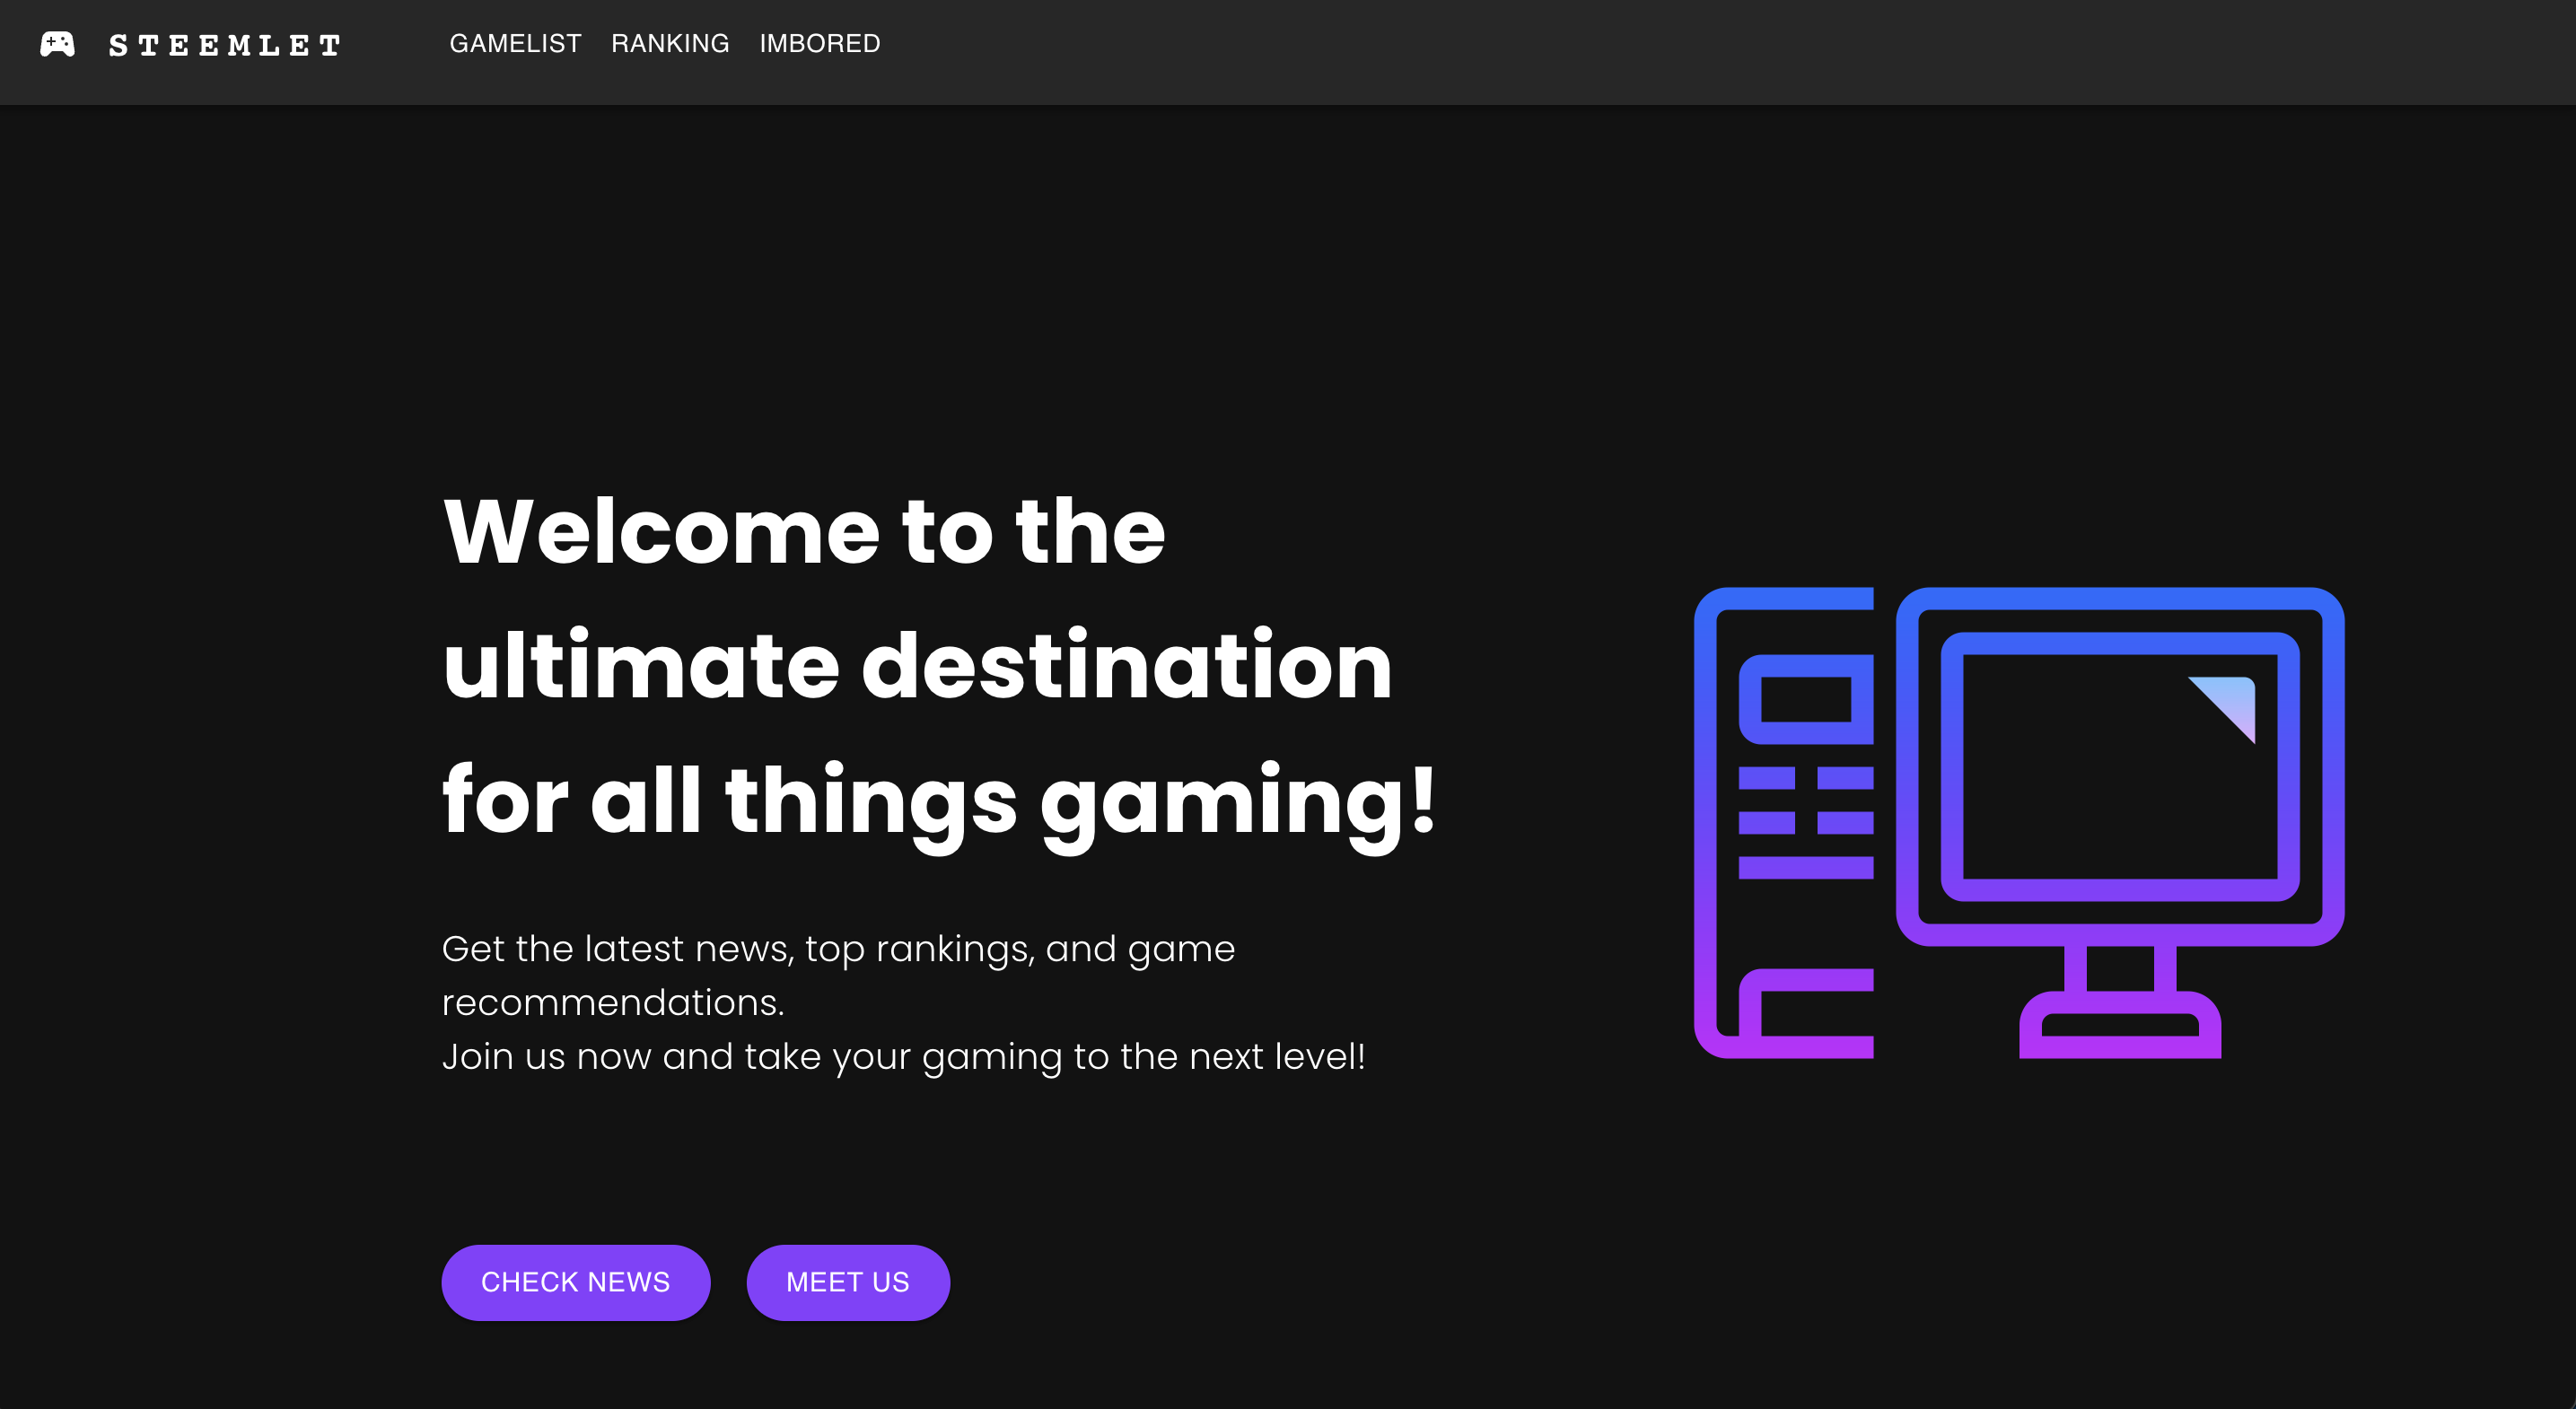 STEEMLET GAMELIST RANKING IMBORED
Welcome to the
ultimate destination
for all things gaming!
Get the latest news, top rankings, and game
recommendations.
Join us now and take your gaming to the next level!
CHECK NEWS MEET US